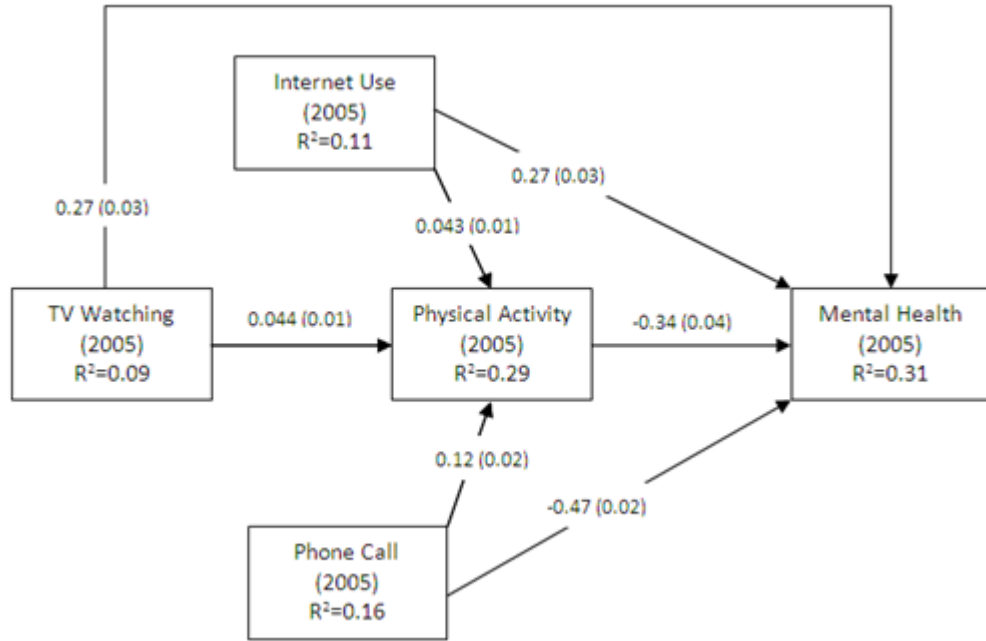 Internet Use
(2005)
R²=0.11
0.27 (0.03)
0.27 (0.03)
0.043 (0.01)
TV Watching
(2005)
R²=0.09
0.044 (0.01)
Physical Activity
(2005)
R²=0.29
-0.34 (0.04)
Mental Health
(2005)
R²=0.31
0.12 (0.02)
-0.47 (0.02)
Phone Call
(2005)
R²=0.16